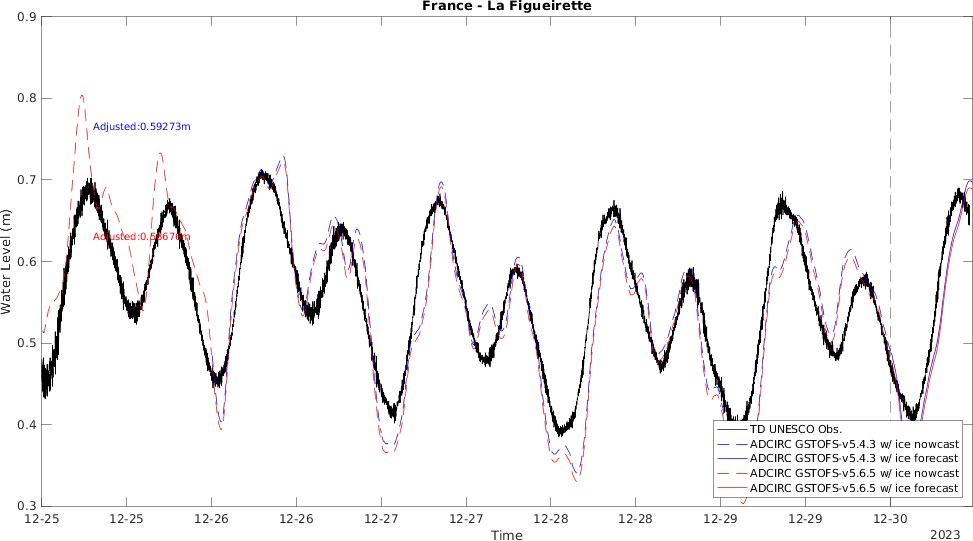 France - La Figueirette
0.9
0.8
0.7
0.6
0.5
0.4
0.3
Water Level (m)
Adjusted:0.59273m
TD UNESCO Obs.
ADCIRC GSTOFS-v5.4.3 w/ ice nowcast
ADCIRC GSTOFS-v5.4.3 w/ ice forecast
ADCIRC GSTOFS-v5.6.5 w/ ice nowcast
ADCIRC GSTOFS-v5.6.5 w/ ice forecast
12-25 12-25 12-26 12-26 12-27 12-27 12-28 12-28 12-29 12-29 12-30
Time
2023